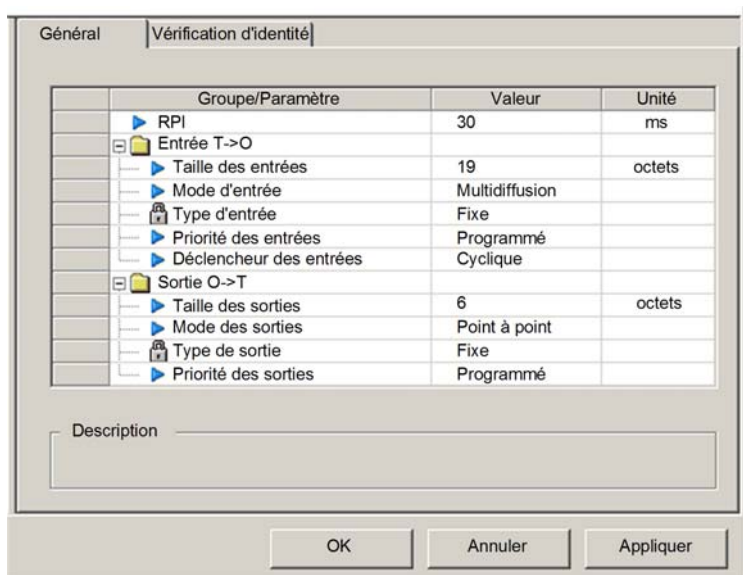 Général Vérification d'identité
Groupe/Paramètre Valeur Unité
RPI 30 ms
Entrée T->O
Taille des entrées 19 octets
Mode d'entrée Multidiffusion
Type d'entrée Fixe
Priorité des entrées Programmé
Déclencheur des entrées Cyclique
Sortie O->T
Taille des sorties 6 octets
Mode des sorties Point à point
Type de sortie Fixe
Priorité des sorties Programmé
Description
OK Annuler Appliquer